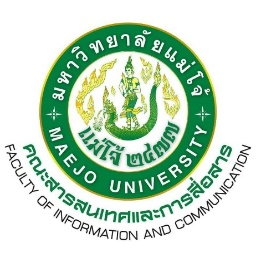 มหาวิทยาลัยแม่โจ้
แม่โจ้ ๒๔๗๗
MAEJO UNIVERSITY
คณะสารสนเทศและการสื่อสาร
FACULTY OF INFORMATION AND COMMUNICATION